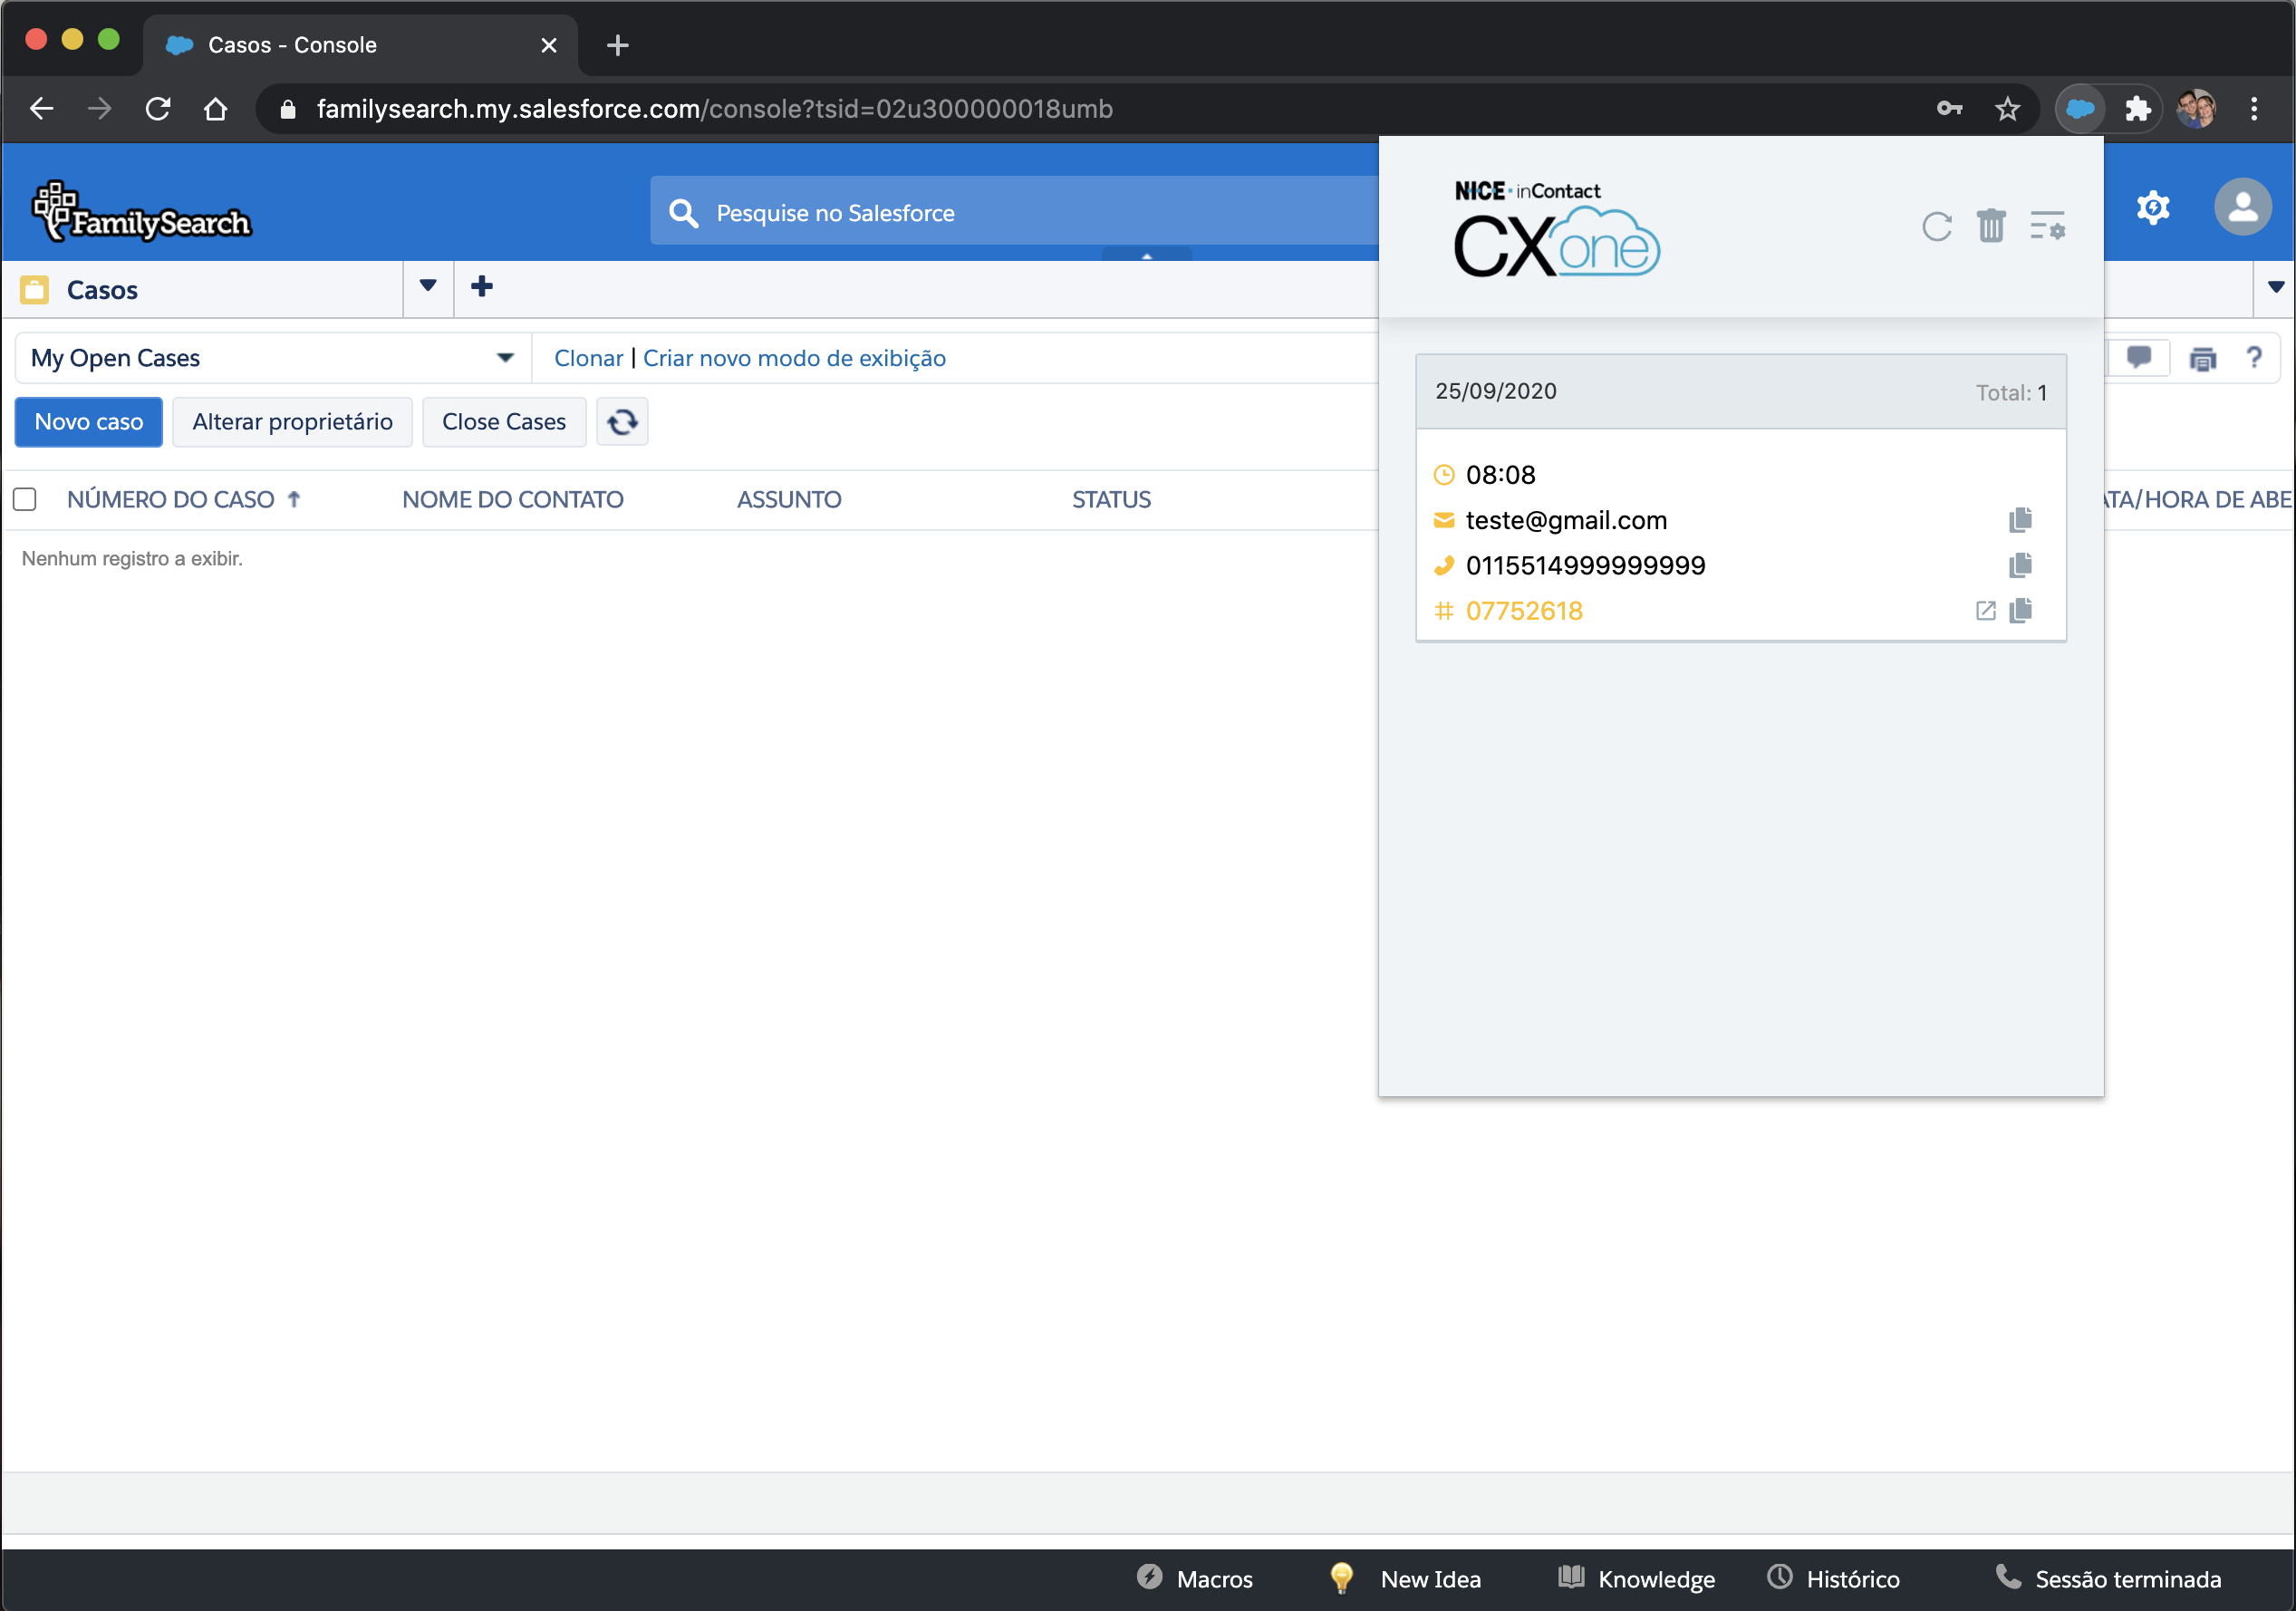 Casos - Console
familysearch.my.salesforce.com/console?tsid=02u300000018umb
FamilySearch
Pesquise no Salesforce
NICE inContact
CXone
Casos
My Open Cases
Clonar | Criar novo modo de exibição
25/09/2020
Total: 1
?
Novo caso
Alterar proprietário
Close Cases
08:08
NÚMERO DO CASO
NOME DO CONTATO
ASSUNTO
STATUS
ATA/HORA DE ABE
teste@gmail.com
Nenhum registro a exibir.
0115514999999999
# 07752618
Macros
New Idea
Knowledge
Histórico
Sessão terminada